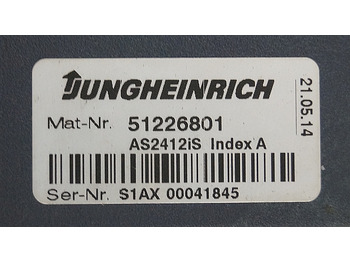 JUNGHEINRICH
Mat-Nr. 51226801
AS2412iS Index A
Ser-Nr. S1AX 00041845
21.05.14